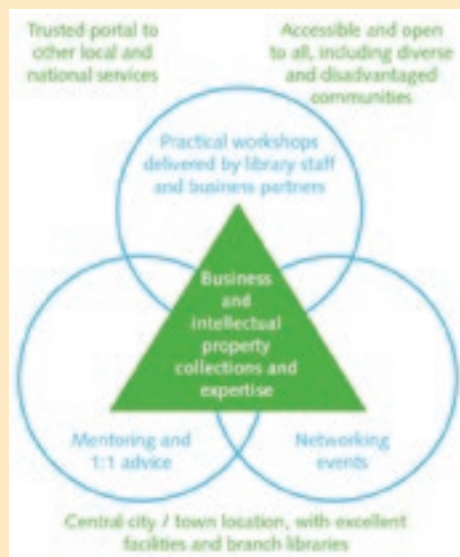 Trusted portal to
other local and
national services
Accessible and open
to all, including diverse
and disadvantaged
communities
Practical workshops
delivered by library staff
and business partners
Business
and
intellectual
property
collections and
expertise
Mentoring and
1:1 advice
Networking
events
Central city / town location, with excellent
facilities and branch libraries